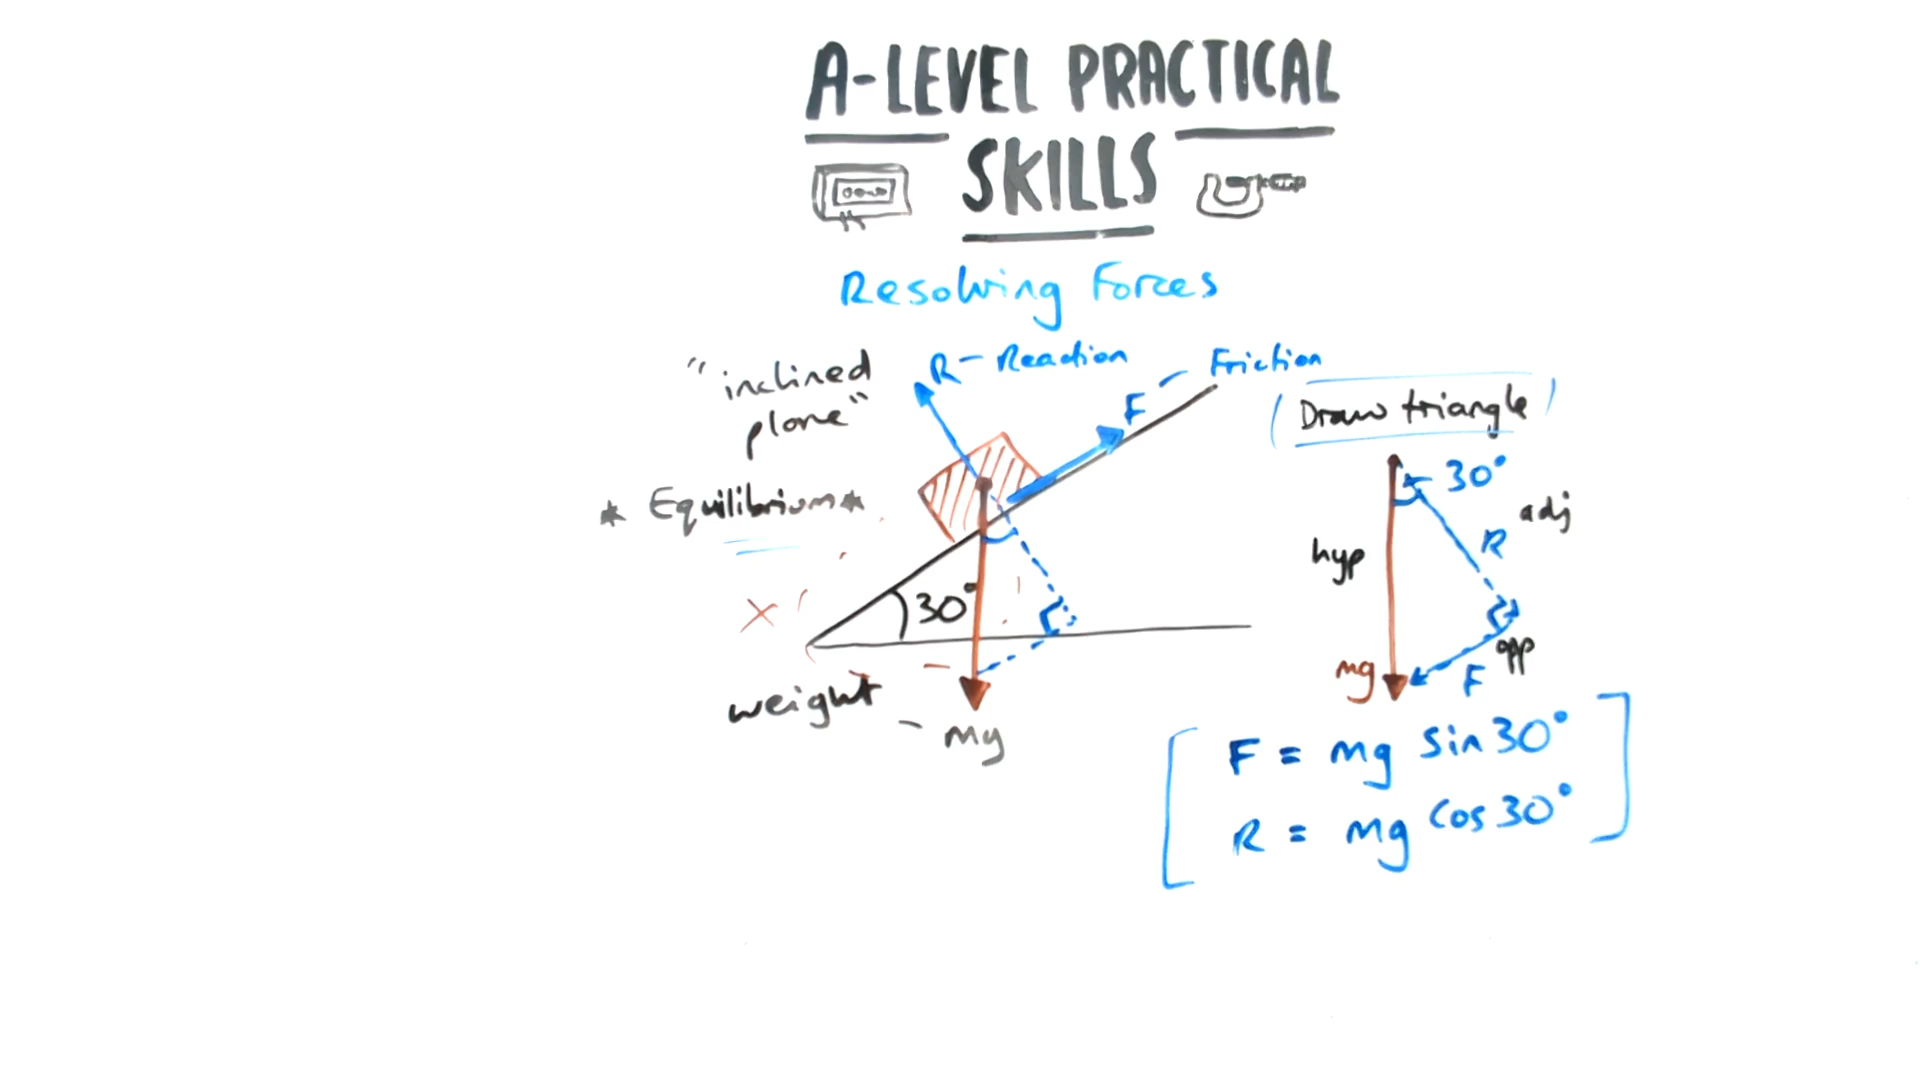 A-LEVEL PRACTICAL
SKILLS
Resolving Forces
"inclined
plane"
R - Reaction
F - Friction
* Equilibrium *
30°
weight
- mg
Draw triangle
30°
adj
hyp
R
opp
mg
F
F = mg sin 30°
R = mg cos 30°